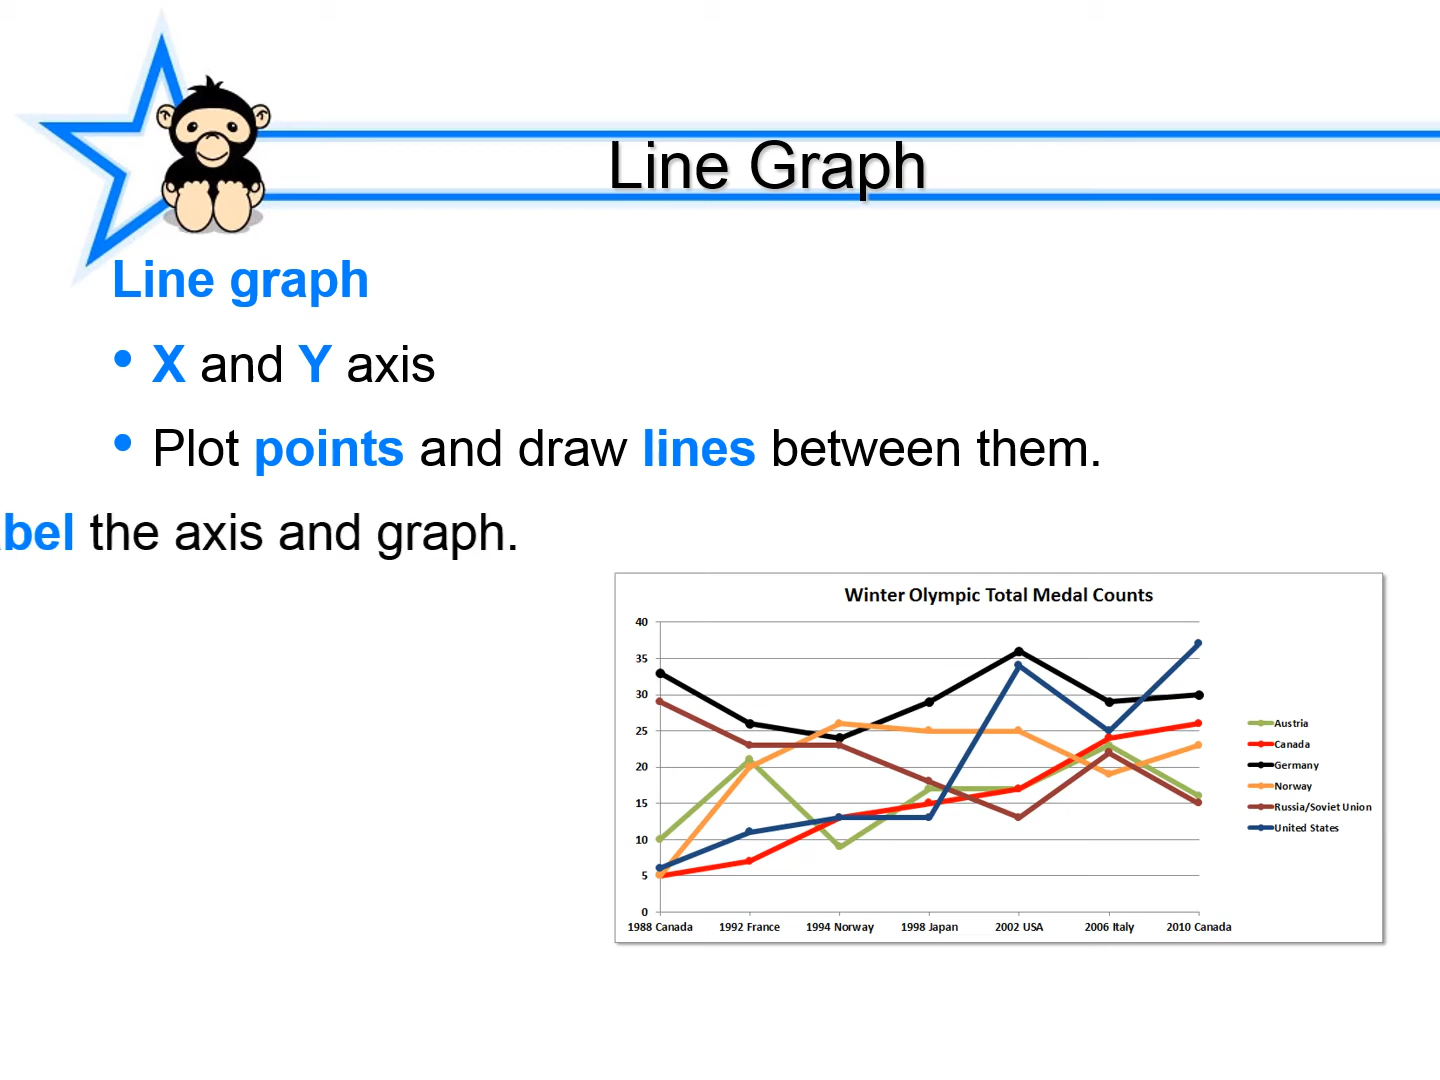 Line Graph
Line graph
• X and Y axis
• Plot points and draw lines between them.
abel the axis and graph.
Winter Olympic Total Medal Counts
40
35
30
25
20
15
10
5
0
1988 Canada 1992 France 1994 Norway 1998 Japan 2002 USA 2006 Italy 2010 Canada
Austria
Canada
Germany
Norway
Russia/Soviet Union
United States